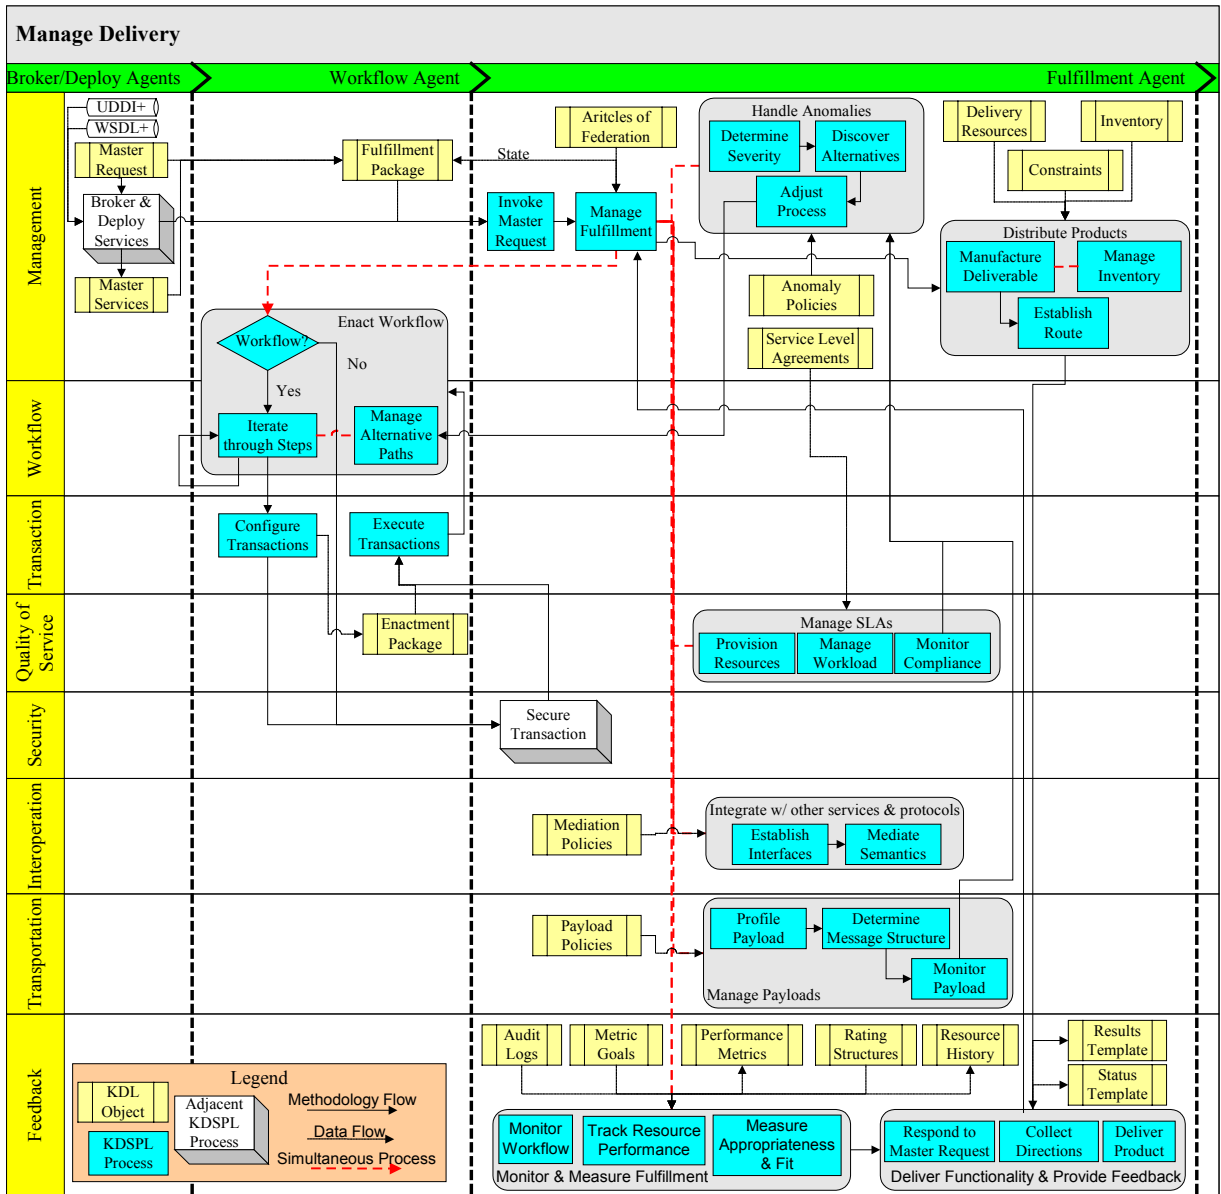 Manage Delivery
Broker/Deploy Agents
Workflow Agent
Fulfillment Agent
Management
UDDI+
WSDL+
Master
Request
Broker &
Deploy
Services
Master
Services
Fulfillment
Package
State
Aritcles of
Federation
Invoke
Master
Request
Manage
Fulfillment
Handle Anomalies
Determine
Severity
Discover
Alternatives
Adjust
Process
Anomaly
Policies
Service Level
Agreements
Delivery
Resources
Inventory
Constraints
Distribute Products
Manufacture
Deliverable
Manage
Inventory
Establish
Route
Enact Workflow
Workflow?
No
Yes
Workflow
Iterate
through Steps
Manage
Alternative
Paths
Transaction
Configure
Transactions
Execute
Transactions
Quality of
Service
Enactment
Package
Manage SLAs
Provision
Resources
Manage
Workload
Monitor
Compliance
Security
Secure
Transaction
Interoperation
Mediation
Policies
Integrate w/ other services & protocols
Establish
Interfaces
Mediate
Semantics
Transportation
Payload
Policies
Profile
Payload
Determine
Message Structure
Monitor
Payload
Manage Payloads
Feedback
Audit
Logs
Metric
Goals
Performance
Metrics
Rating
Structures
Resource
History
Results
Template
Status
Template
Monitor
Workflow
Track Resource
Performance
Measure
Appropriateness
& Fit
Monitor & Measure Fulfillment
Respond to
Master Request
Collect
Directions
Deliver
Product
Deliver Functionality & Provide Feedback
Legend
KDL
Object
Adjacent
KDSPL
Process
KDSPL
Process
Methodology Flow
Data Flow
Simultaneous Process